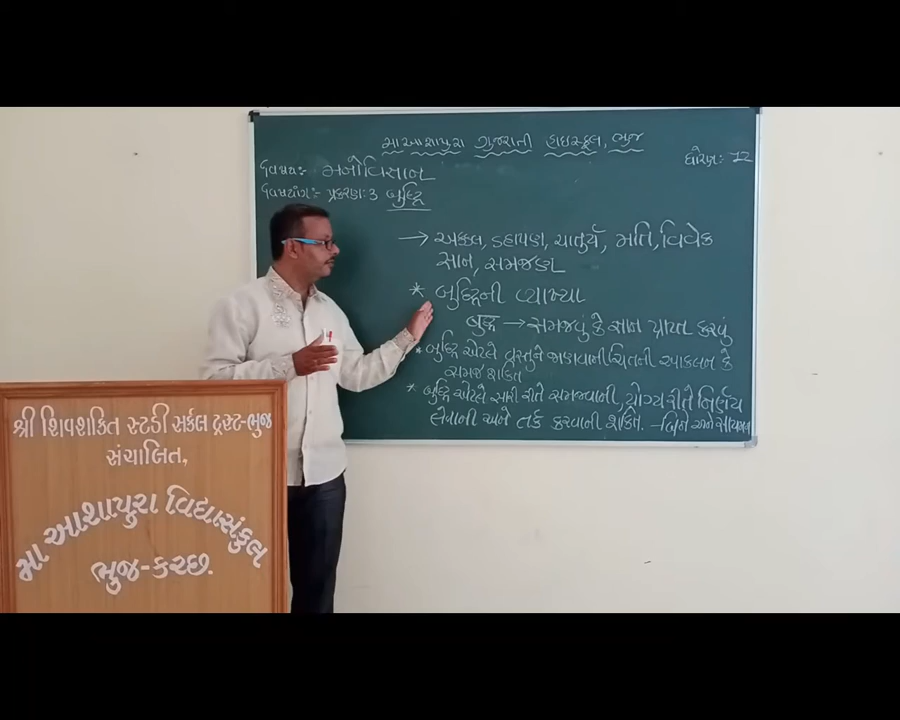 મા આશાપુરા ગુજરાતી હાઇસ્કૂલ, ભુજ
ધોરણ:- 12
વિષય:- મનોવિજ્ઞાન
વિષયાંગ:- પ્રકરણ: 3 બુદ્ધિ
→ અક્કલ, ડહાપણ, ચાતુર્ય, મતિ, વિવેક
જ્ઞાન, સમજણ
* બુદ્ધિની વ્યાખ્યા
બુદ્ધ → સમજવું કે જ્ઞાન પ્રાપ્ત કરવું
* બુદ્ધિ એટલે વસ્તુને જાણવાની ચિતની આકલન કે
સમજ શક્તિ
* બુદ્ધિ એટલે સારી રીતે સમજવાની, યોગ્ય રીતે નિર્ણય
લેવાની અને તર્ક કરવાની શક્તિ. -બિને અને સાયમન
શ્રી શિવશક્તિ સ્ટડી સર્કલ ટ્રસ્ટ-ભુજ
સંચાલિત,
મા આશાપુરા વિદ્યાસંકુલ
ભુજ-કચ્છ.